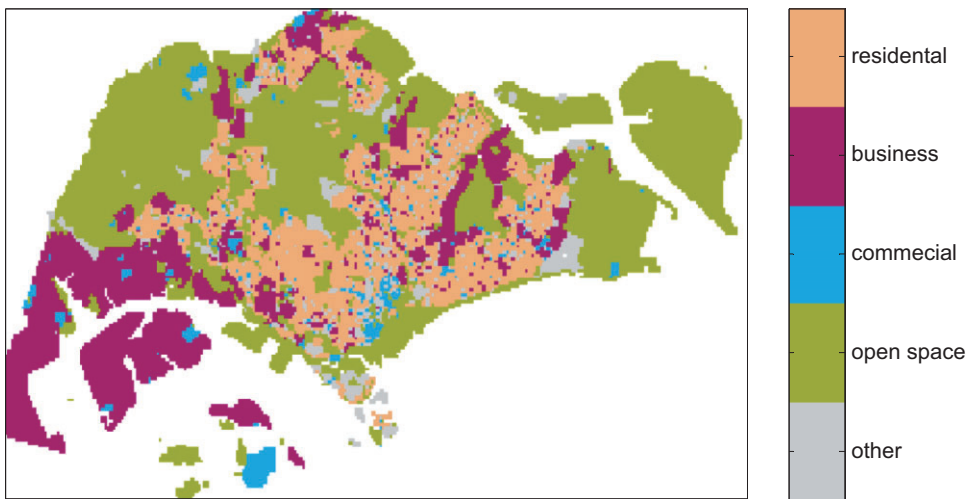 residental
business
commecial
open space
other